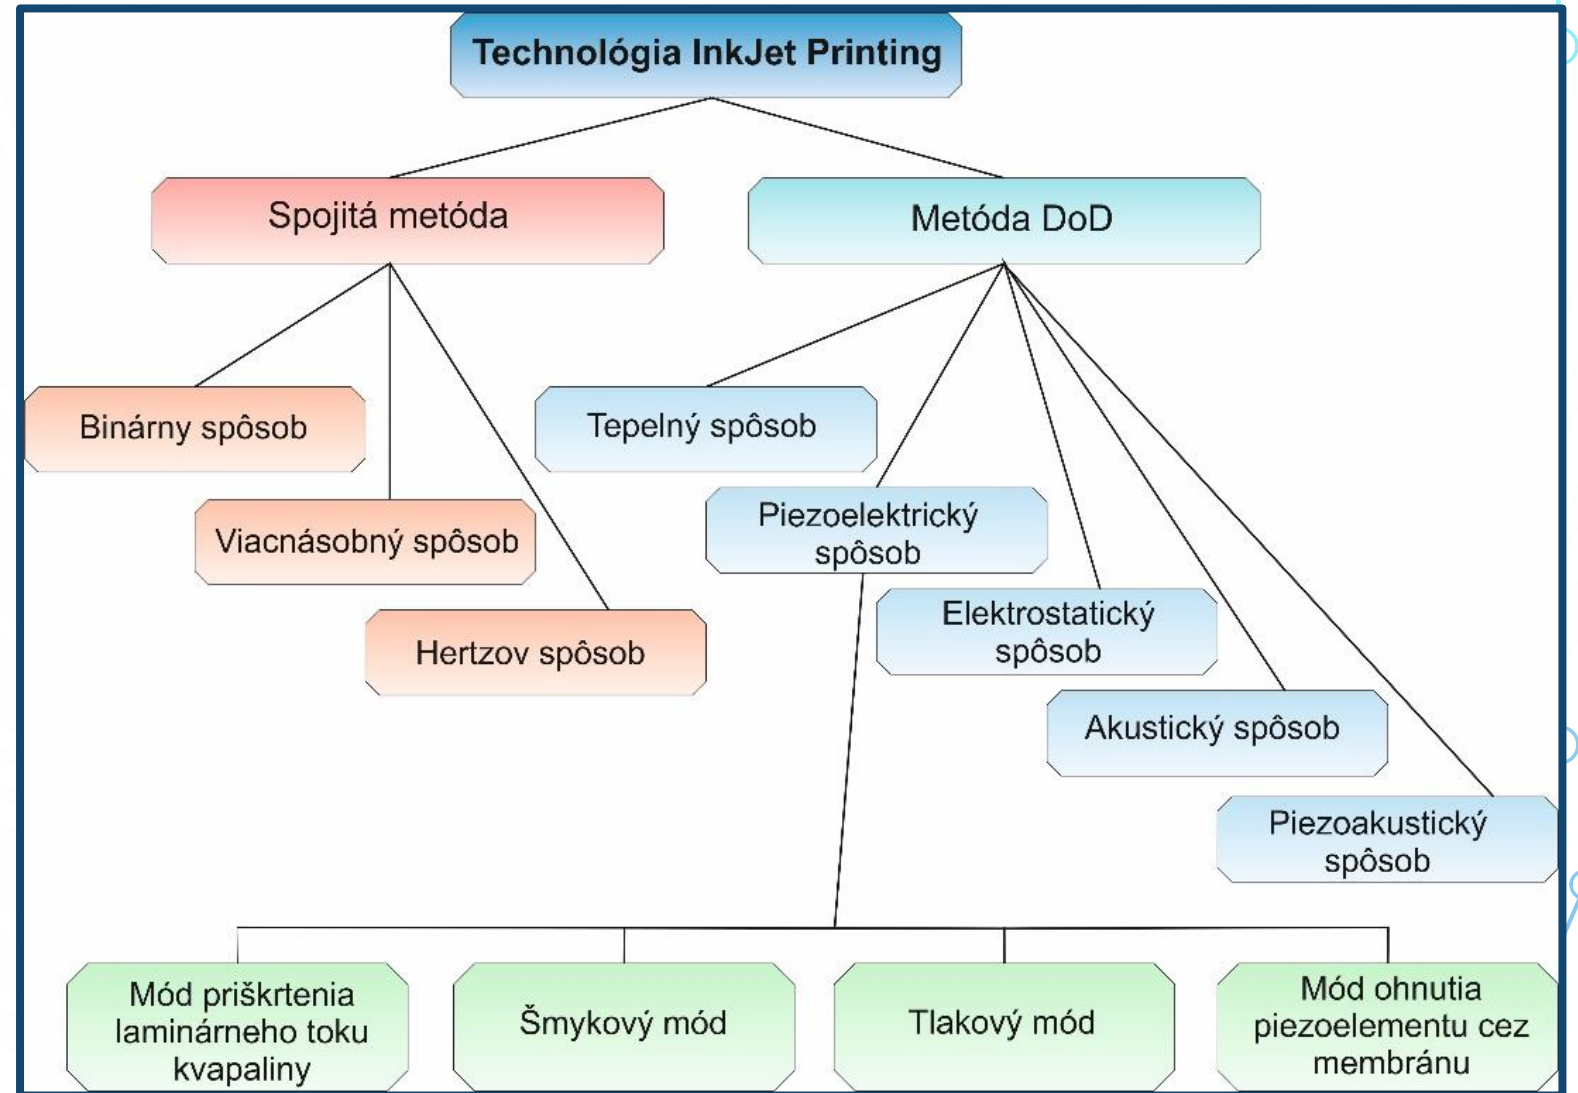 Technológia InkJet Printing
Spojitá metóda
Metóda DoD
Binárny spôsob
Viacnásobný spôsob
Hertzov spôsob
Tepelný spôsob
Piezoelektrický
spôsob
Elektrostatický
spôsob
Akustický spôsob
Piezoakustický
spôsob
Mód priškrtenia
laminárneho toku
kvapaliny
Šmykový mód
Tlakový mód
Mód ohnutia
piezoelementu cez
membránu